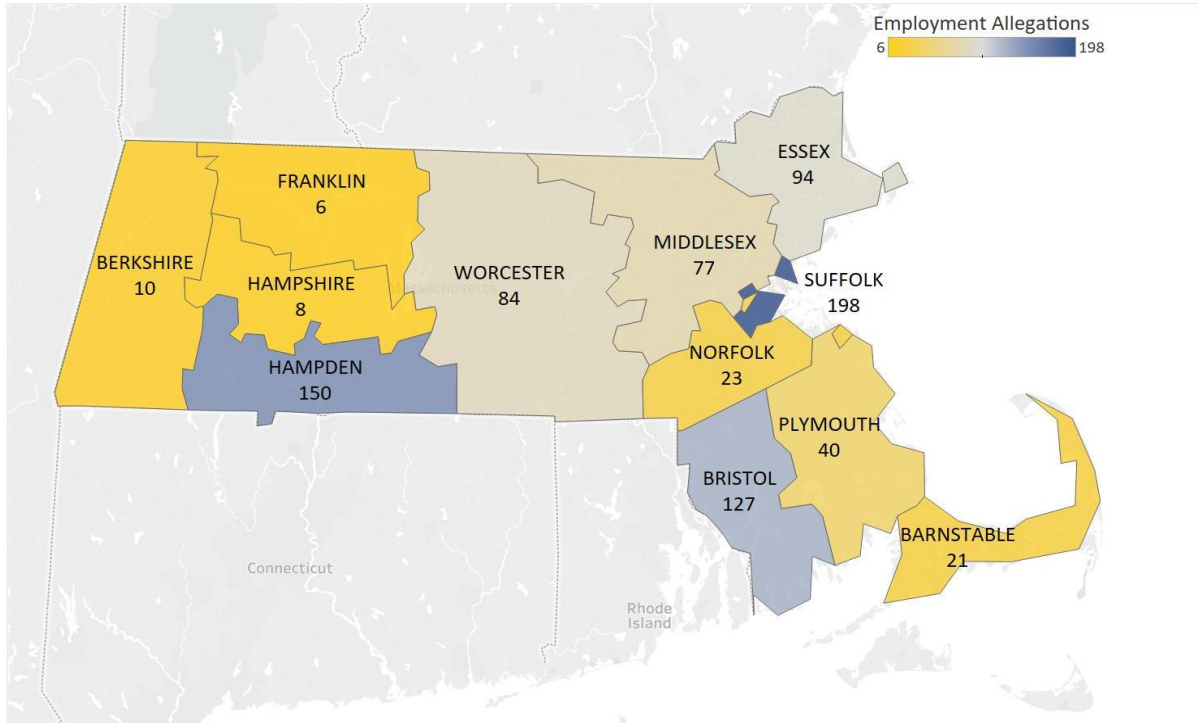 Employment Allegations
6 198
ESSEX
94
FRANKLIN
6
MIDDLESEX
77
BERKSHIRE
10
WORCESTER
84
SUFFOLK
198
HAMPSHIRE
8
Massachusetts
NORFOLK
23
HAMPDEN
150
PLYMOUTH
40
BRISTOL
127
BARNSTABLE
21
Connecticut
Rhode
Island